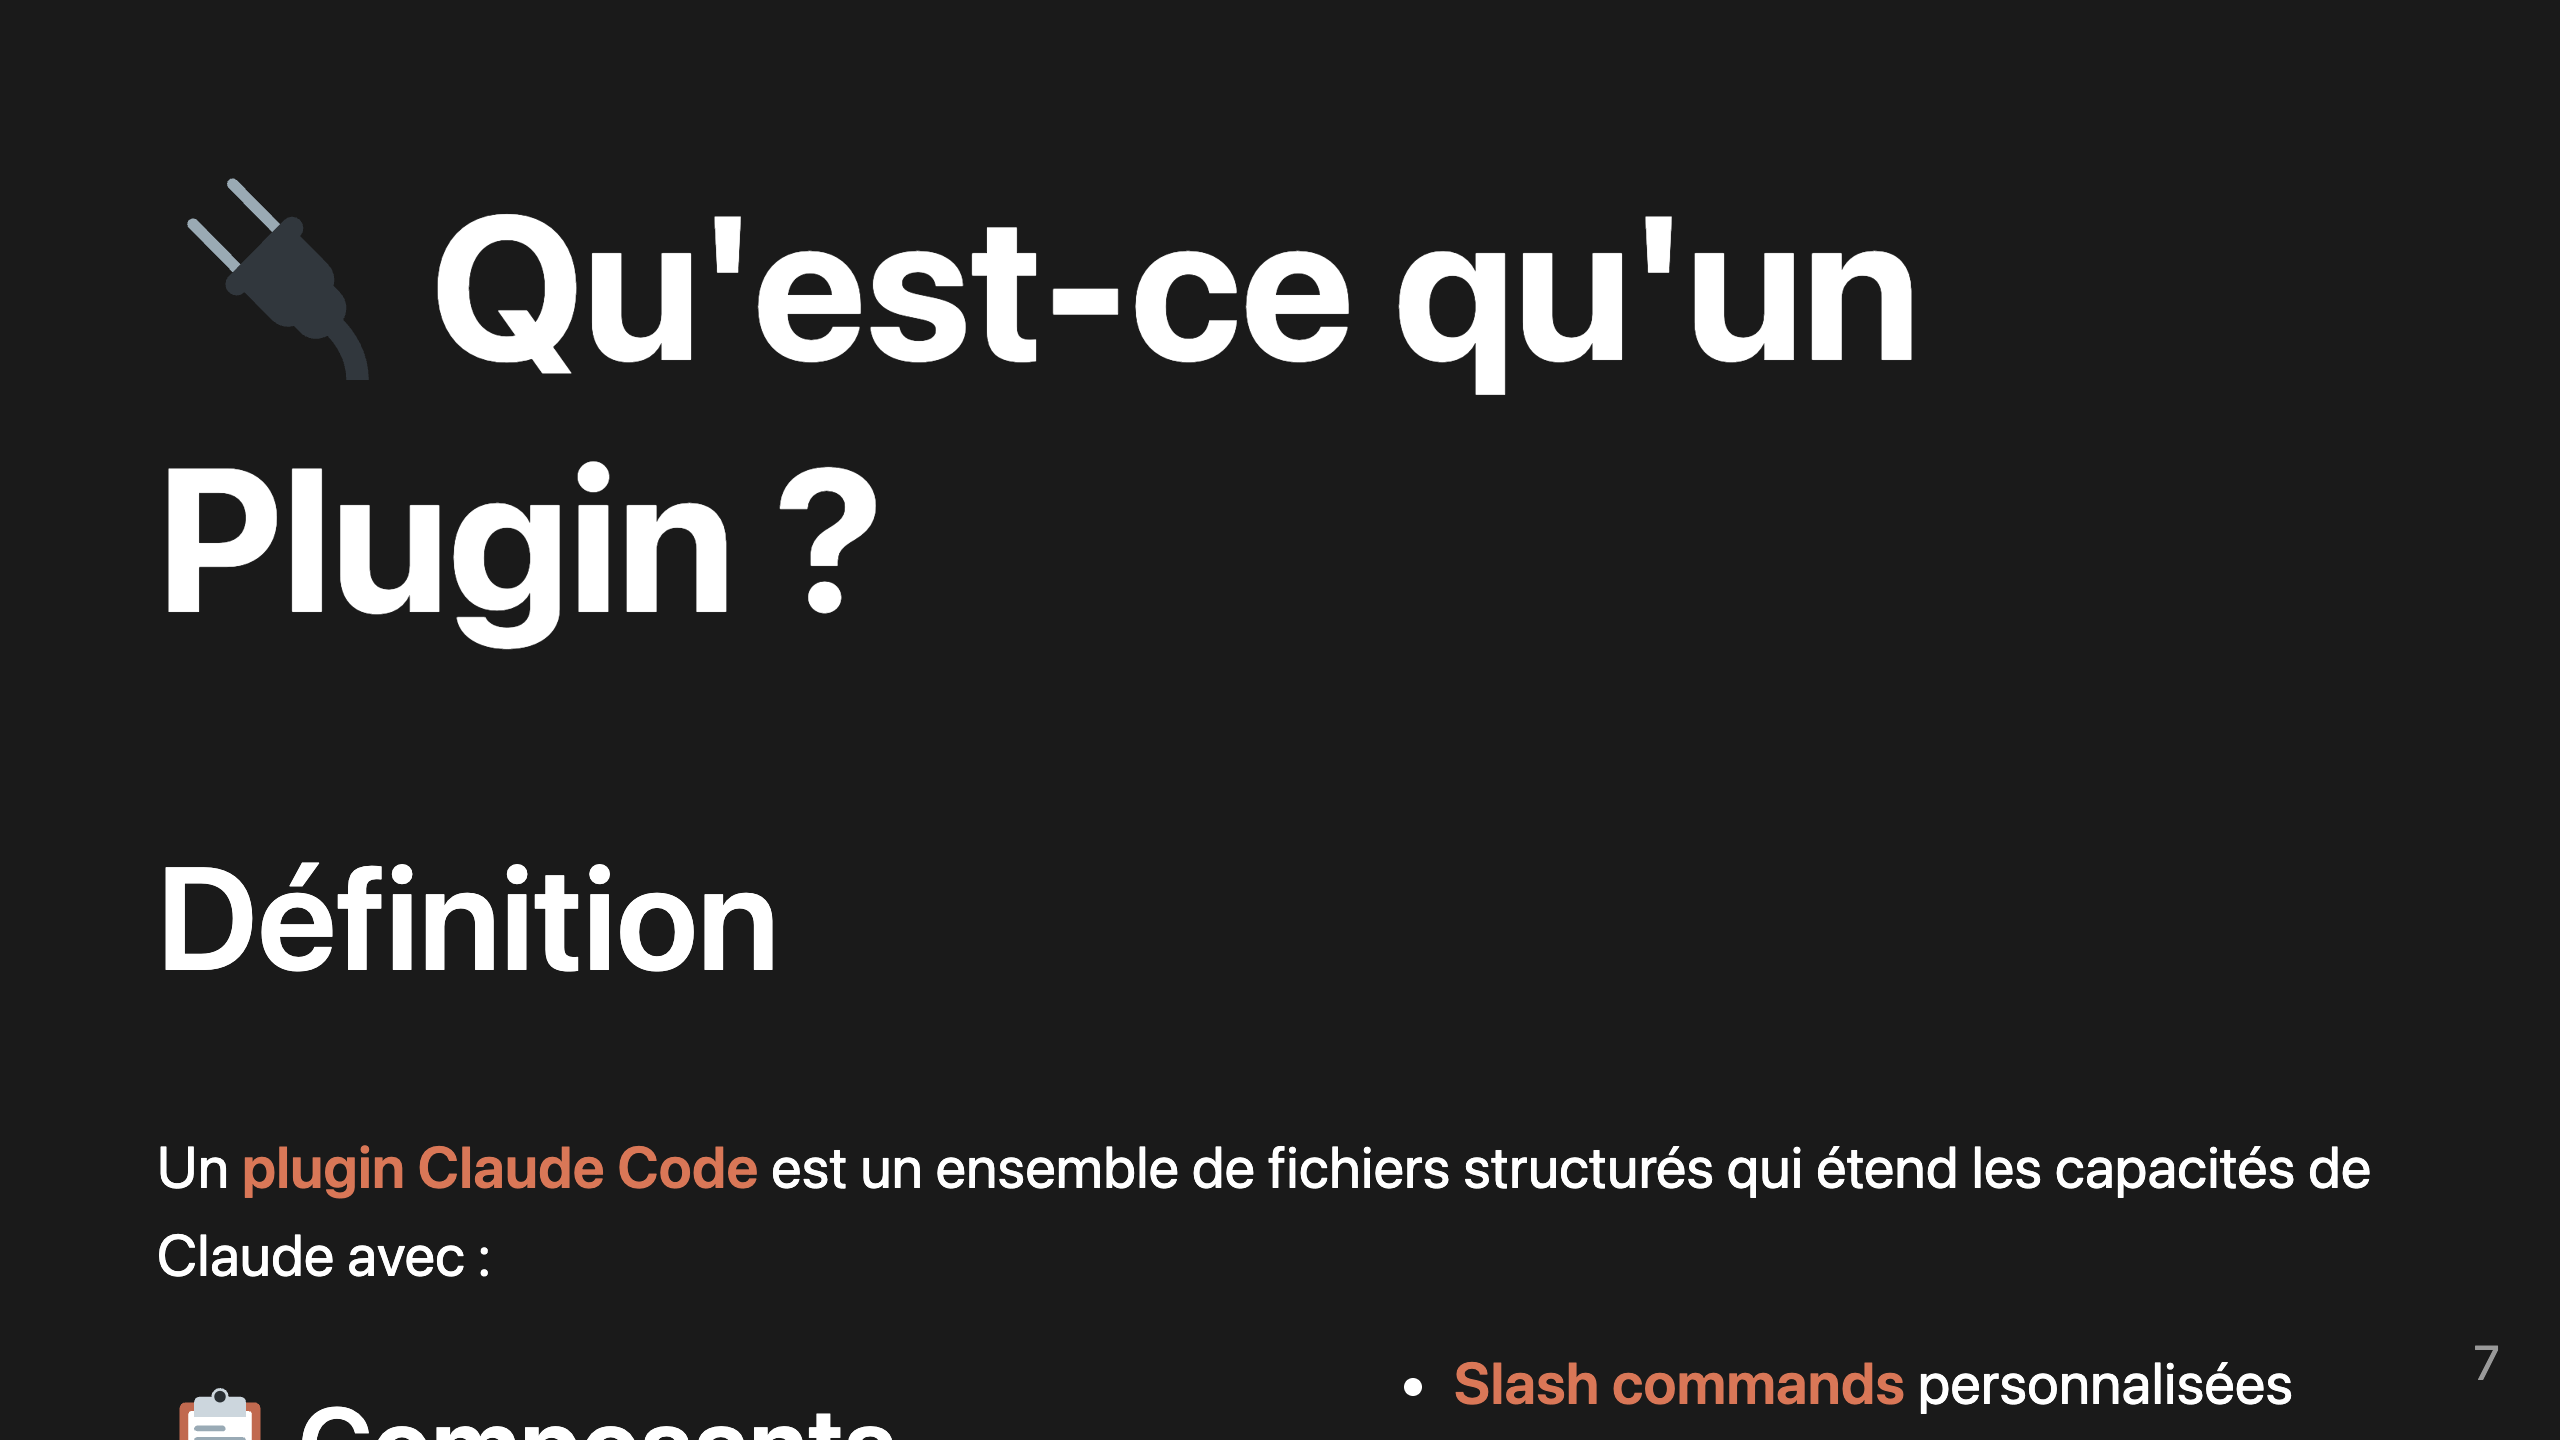 Qu'est-ce qu'un
Plugin ?
Définition
Un plugin Claude Code est un ensemble de fichiers structurés qui étend les capacités de
Claude avec :
Composants
• Slash commands personnalisées
7